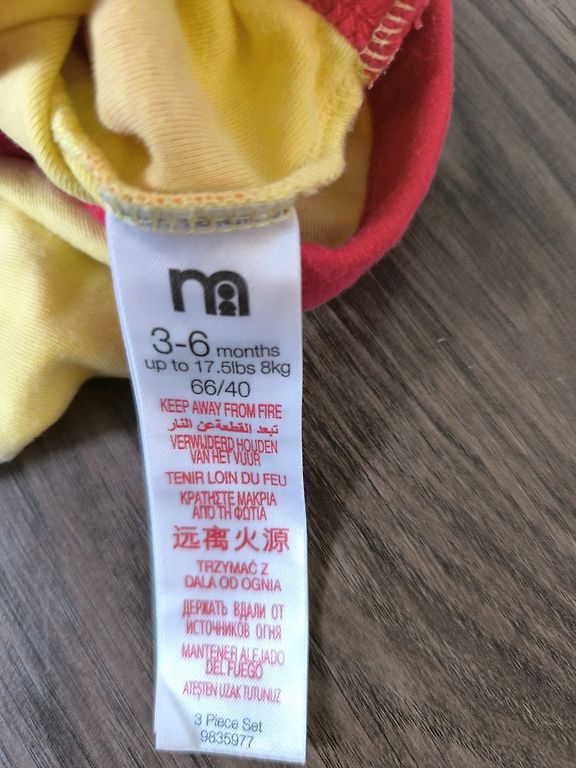 m
3-6 months
up to 17.5lbs 8kg
66/40
KEEP AWAY FROM FIRE
تبعد القطعة عن النار
VERWIJDERD HOUDEN
VAN HET VUUR
TENIR LOIN DU FEU
ΚΡΑΤΗΣΤΕ ΜΑΚΡΙΑ
ΑΠΟ ΤΗ ΦΩΤΙΑ
远离火源
TRZYMAĆ Z
DALA OD OGNIA
ДЕРЖАТЬ ВДАЛИ ОТ
ИСТОЧНИКОВ ОГНЯ
MANTENER ALEJADO
DEL FUEGO
ATEŞTEN UZAK TUTUNUZ
3 Piece Set
9835977